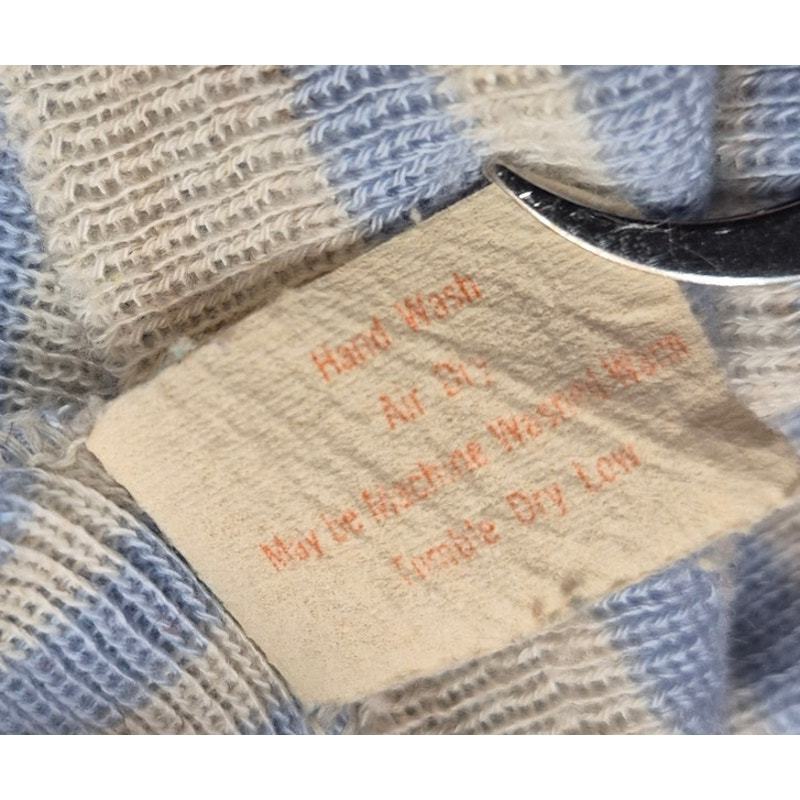 Hand Wash
Air Dry
May be Machine Washed Warm
Tumble Dry Low